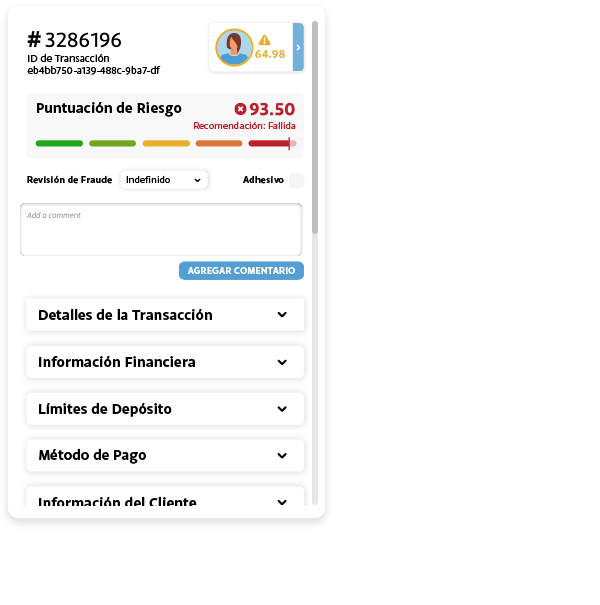 # 3286196
ID de Transacción
eb4bb750-a139-488c-9ba7-df
64.98
Puntuación de Riesgo
93.50
Recomendación: Fallida
Revisión de Fraude
Indefinido
Adhesivo
Add a comment
AGREGAR COMENTARIO
Detalles de la Transacción
Información Financiera
Límites de Depósito
Método de Pago
Información del Cliente